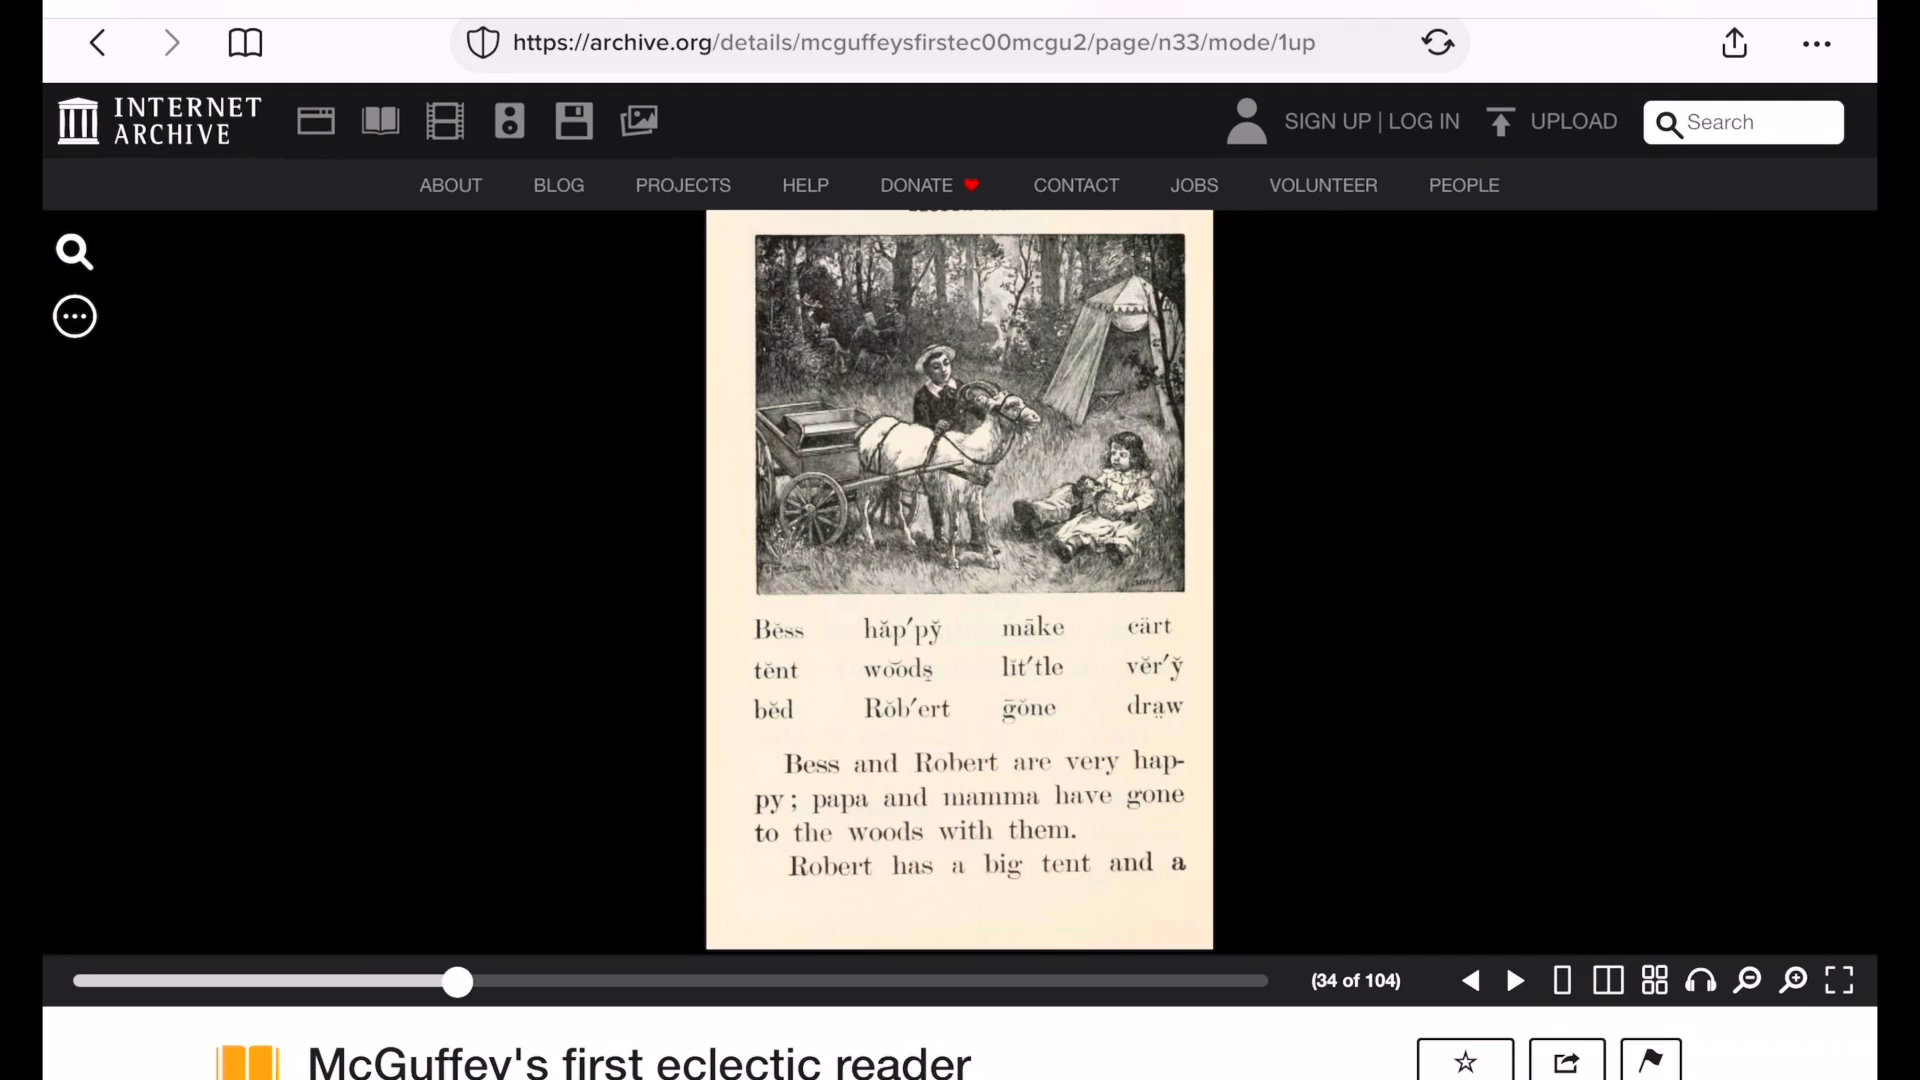 https://archive.org/details/mcguffeysfirstec00mcgu2/page/n33/mode/1up
INTERNET
ARCHIVE
SIGN UP | LOG IN
UPLOAD
Search
ABOUT
BLOG
PROJECTS
HELP
DONATE
CONTACT
JOBS
VOLUNTEER
PEOPLE
Bĕss hăp′py̆ māke cärt
tĕnt wo͝ods̱ lĭt′tle vĕr′y̆
bĕd Rŏb′ert ḡŏne dra̤w
Bess and Robert are very hap-
py; papa and mamma have gone
to the woods with them.
Robert has a big tent and a
(34 of 104)
McGuffey's first eclectic reader